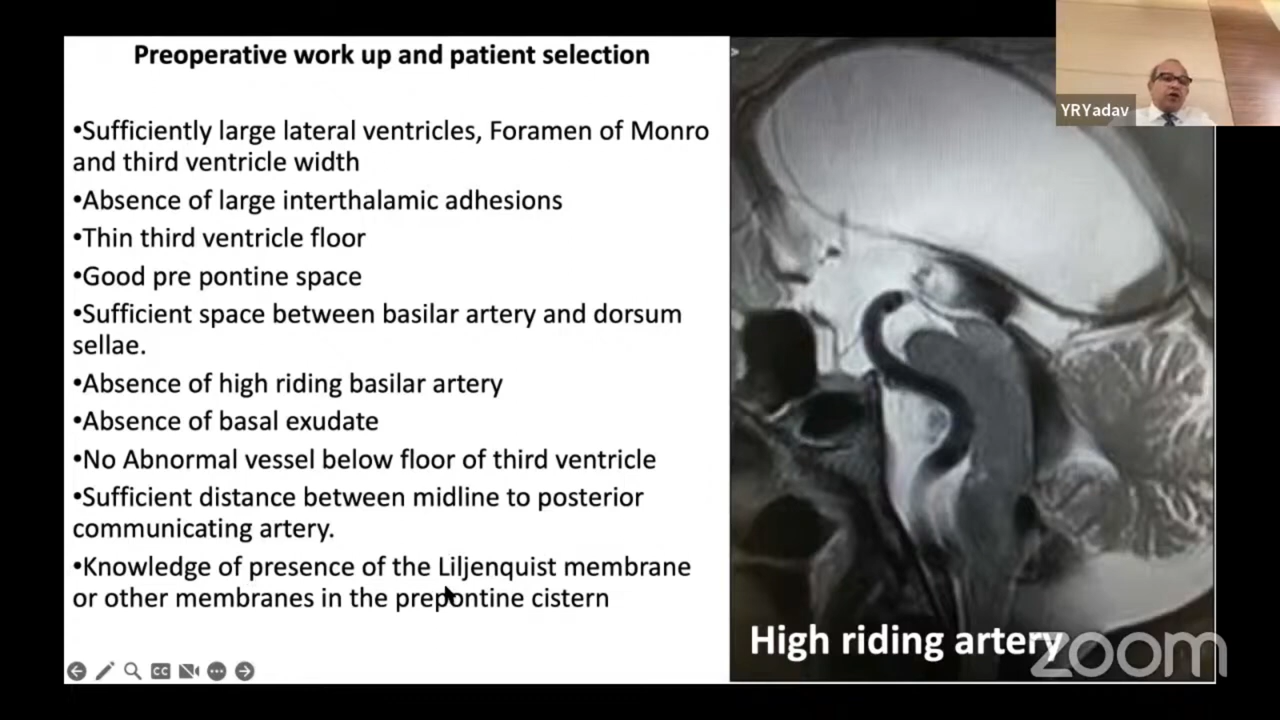 Preoperative work up and patient selection
•Sufficiently large lateral ventricles, Foramen of Monro
and third ventricle width
•Absence of large interthalamic adhesions
•Thin third ventricle floor
•Good pre pontine space
•Sufficient space between basilar artery and dorsum
sellae.
•Absence of high riding basilar artery
•Absence of basal exudate
•No Abnormal vessel below floor of third ventricle
•Sufficient distance between midline to posterior
communicating artery.
•Knowledge of presence of the Liljenquist membrane
or other membranes in the prepontine cistern
CC
YRYadav
High riding artery
zoom